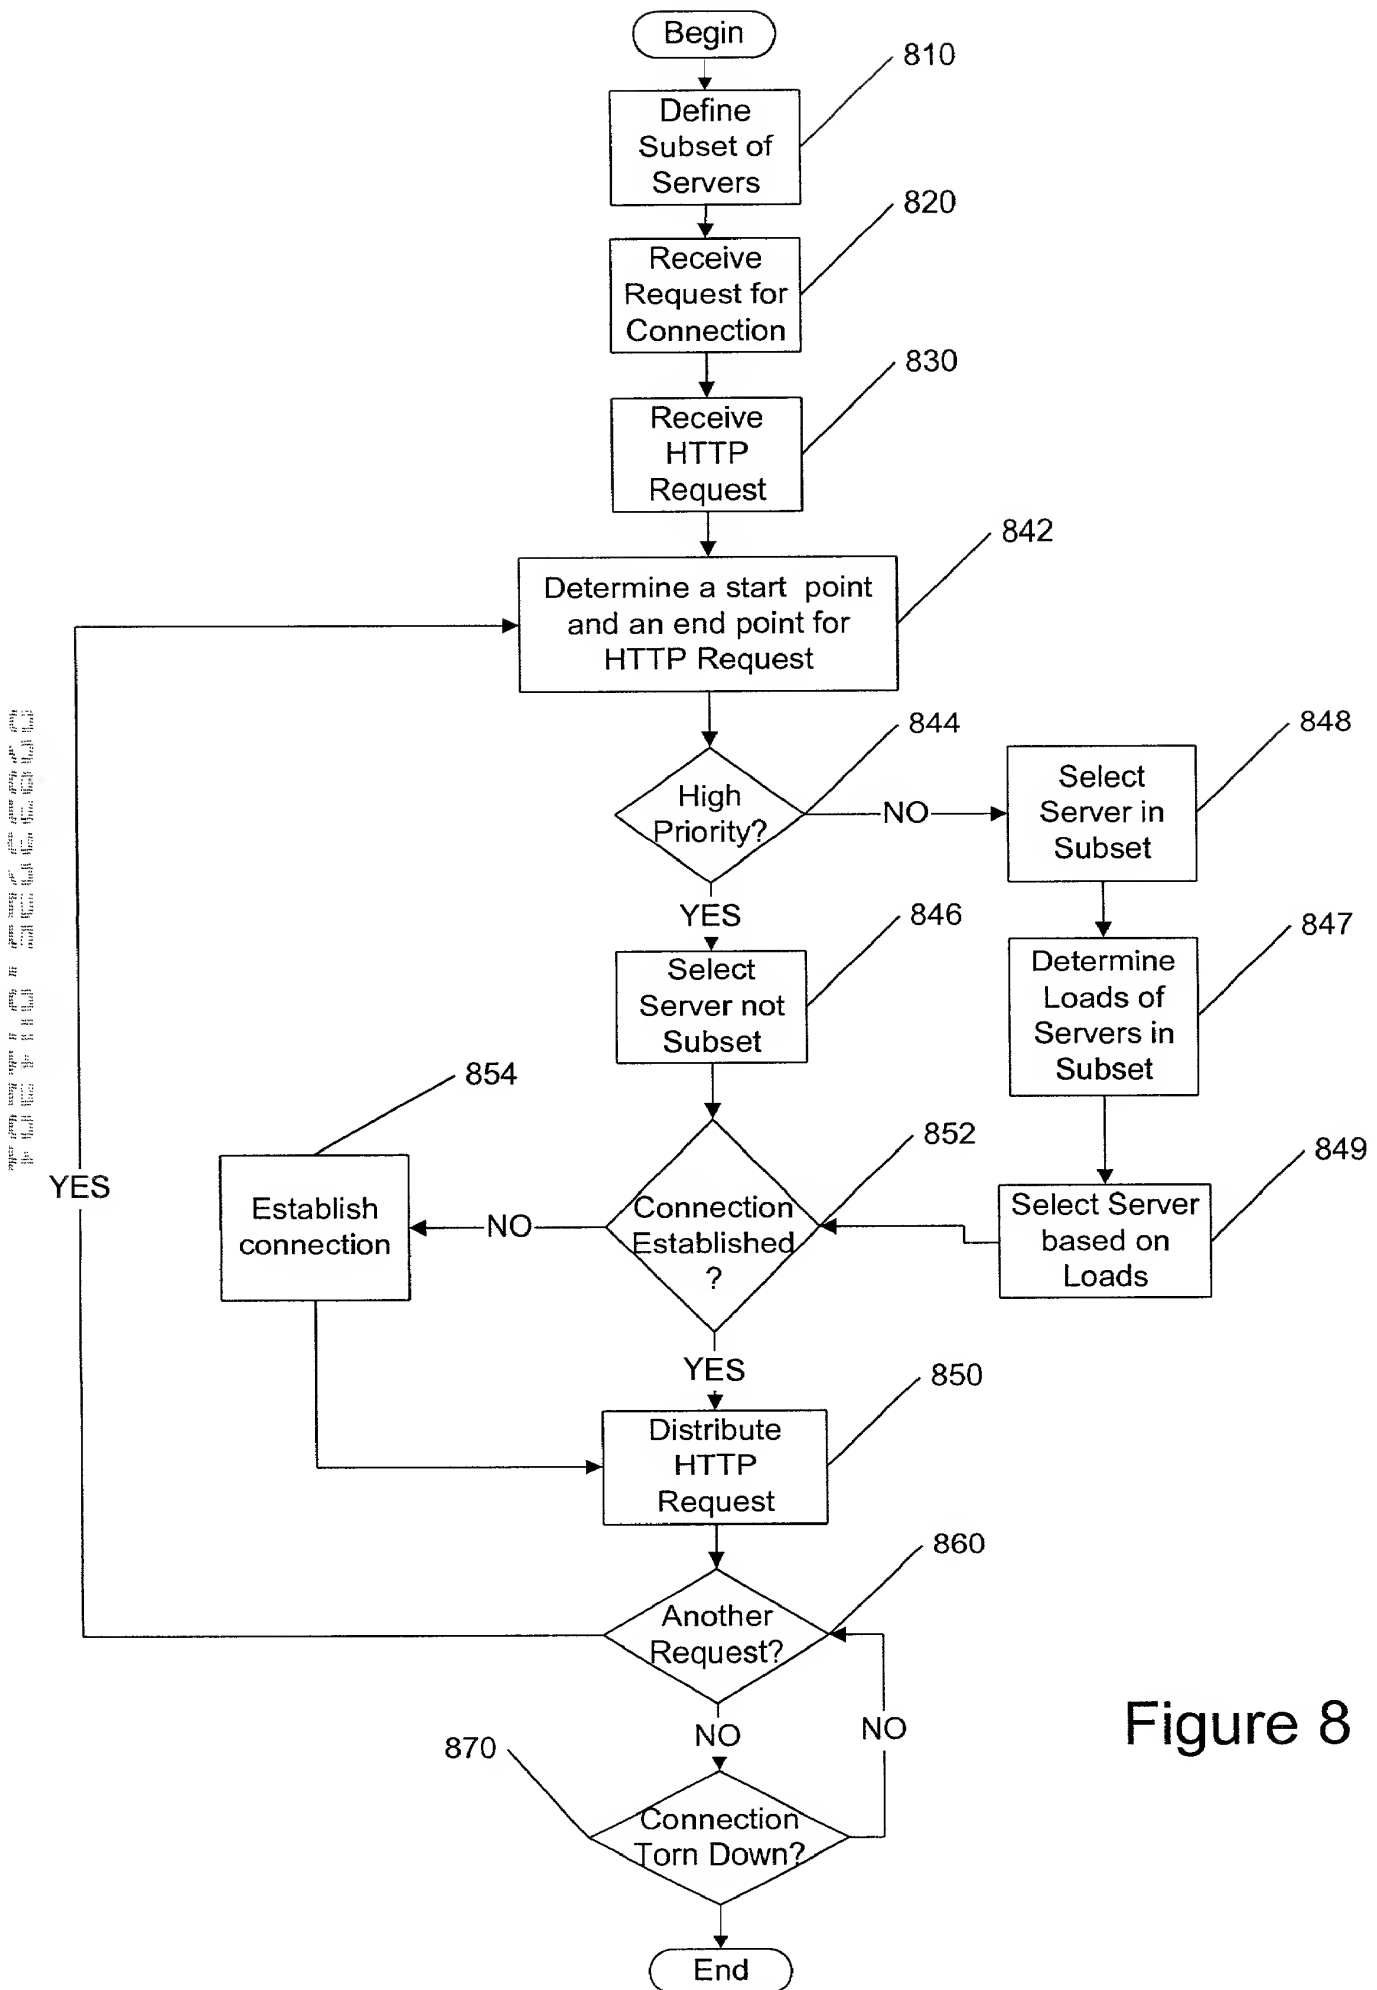 Begin
810
Define
Subset of
Servers
820
Receive
Request for
Connection
830
Receive
HTTP
Request
842
Determine a start point
and an end point for
HTTP Request
844
High
Priority?
NO
848
Select
Server in
Subset
YES
846
Select
Server not
Subset
847
Determine
Loads of
Servers in
Subset
854
Establish
connection
NO
852
Connection
Established
?
849
Select Server
based on
Loads
YES
YES
850
Distribute
HTTP
Request
860
Another
Request?
NO
NO
870
Connection
Torn Down?
End
Figure 8